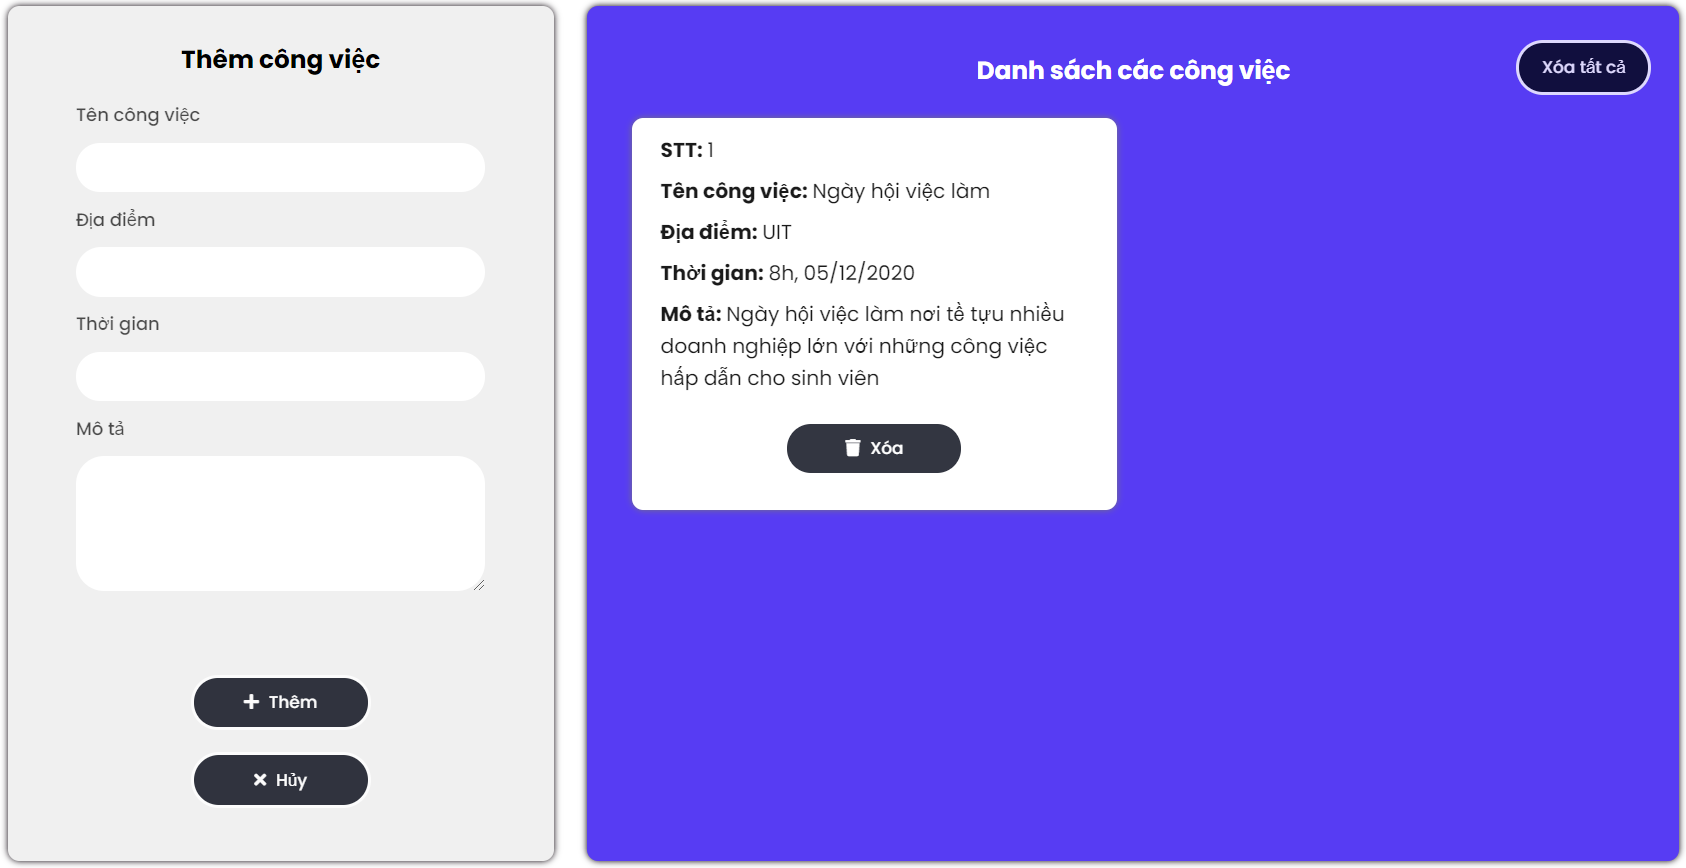 Thêm công việc
Tên công việc
Địa điểm
Thời gian
Mô tả
Thêm
Hủy
Danh sách các công việc
Xóa tất cả
STT: 1
Tên công việc: Ngày hội việc làm
Địa điểm: UIT
Thời gian: 8h, 05/12/2020
Mô tả: Ngày hội việc làm nơi tề tựu nhiều
doanh nghiệp lớn với những công việc
hấp dẫn cho sinh viên
Xóa